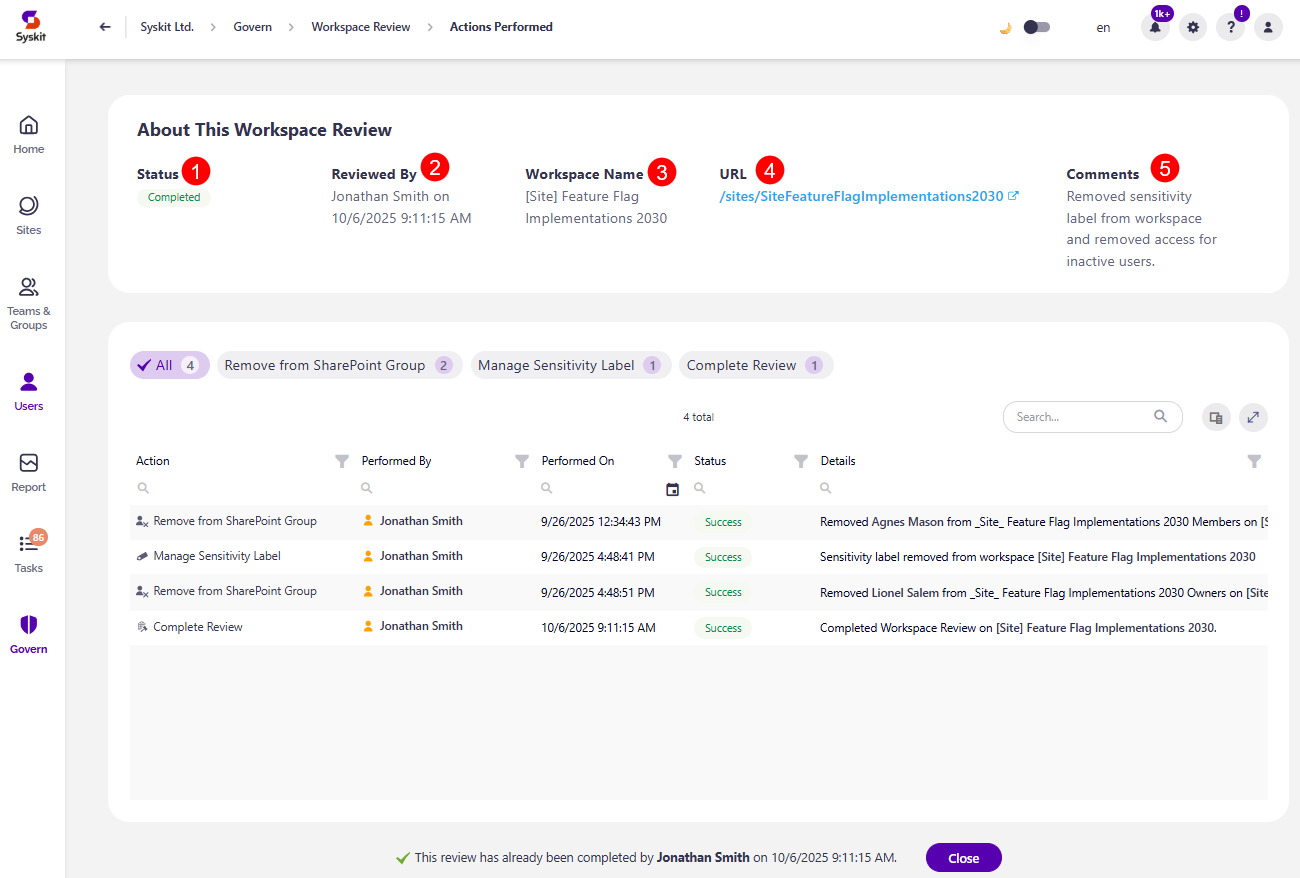 Syskit
Syskit Ltd. > Govern > Workspace Review > Actions Performed
en
1k+
?
!
Home
Sites
Teams &
Groups
Users
Report
86
Tasks
Govern
About This Workspace Review
Status 1
Completed
Reviewed By 2
Jonathan Smith on
10/6/2025 9:11:15 AM
Workspace Name 3
[Site] Feature Flag
Implementations 2030
URL 4
/sites/SiteFeatureFlagImplementations2030
Comments 5
Removed sensitivity
label from workspace
and removed access for
inactive users.
All 4 Remove from SharePoint Group 2 Manage Sensitivity Label 1 Complete Review 1
4 total
Search...
Action Performed By Performed On Status Details
Remove from SharePoint Group Jonathan Smith 9/26/2025 12:34:43 PM Success Removed Agnes Mason from _Site_ Feature Flag Implementations 2030 Members on [S
Manage Sensitivity Label Jonathan Smith 9/26/2025 4:48:41 PM Success Sensitivity label removed from workspace [Site] Feature Flag Implementations 2030
Remove from SharePoint Group Jonathan Smith 9/26/2025 4:48:51 PM Success Removed Lionel Salem from _Site_ Feature Flag Implementations 2030 Owners on [Site
Complete Review Jonathan Smith 10/6/2025 9:11:15 AM Success Completed Workspace Review on [Site] Feature Flag Implementations 2030.
This review has already been completed by Jonathan Smith on 10/6/2025 9:11:15 AM.
Close